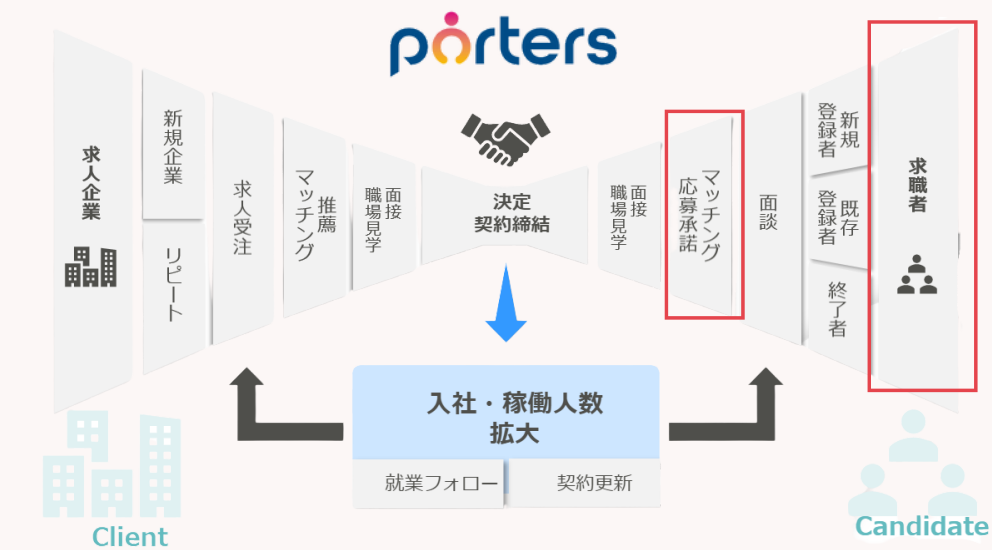 porters
求人企業
新規企業
リピート
求人受注
推薦
マッチング
面接
職場見学
決定
契約締結
面接
職場見学
マッチング
応募承諾
面談
新規
登録者
既存
登録者
終了者
求職者
入社・稼働人数
拡大
就業フォロー
契約更新
Client
Candidate